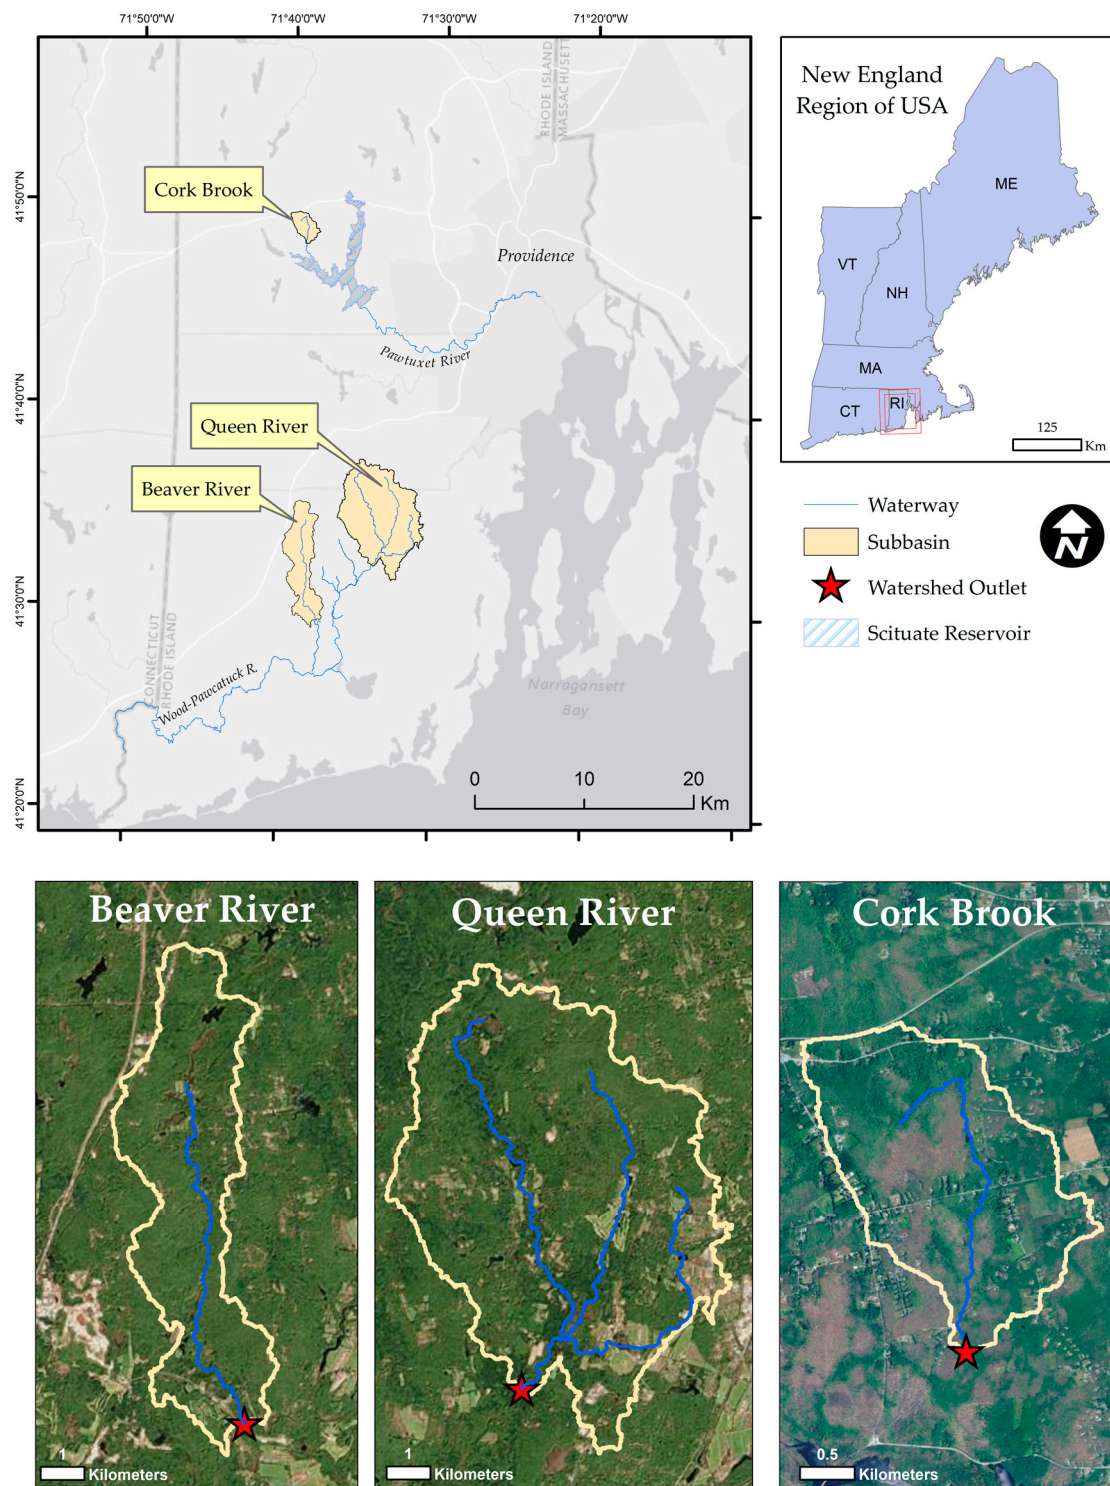 71°50'0"W
71°40'0"W
71°30'0"W
71°20'0"W
41°50'0"N
41°40'0"N
41°30'0"N
41°20'0"N
RHODE ISLAND
MASSACHUSETT
Cork Brook
Providence
Pawtuxet River
Queen River
Beaver River
CONNECTICUT
RHODE ISLAND
Wood-Pawcatuck R.
Narragansett
Bay
0 10 20
Km
New England
Region of USA
ME
VT
NH
MA
CT
RI
125
Km
N
Waterway
Subbasin
Watershed Outlet
Scituate Reservoir
Beaver River
1
Kilometers
Queen River
1
Kilometers
Cork Brook
0.5
Kilometers